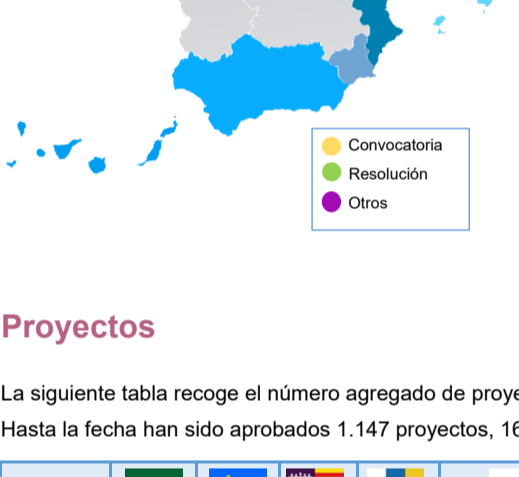 Convocatoria
Resolución
Otros
Proyectos
La siguiente tabla recoge el número agregado de
Hasta la fecha han sido aprobados 1.147 proyectos,